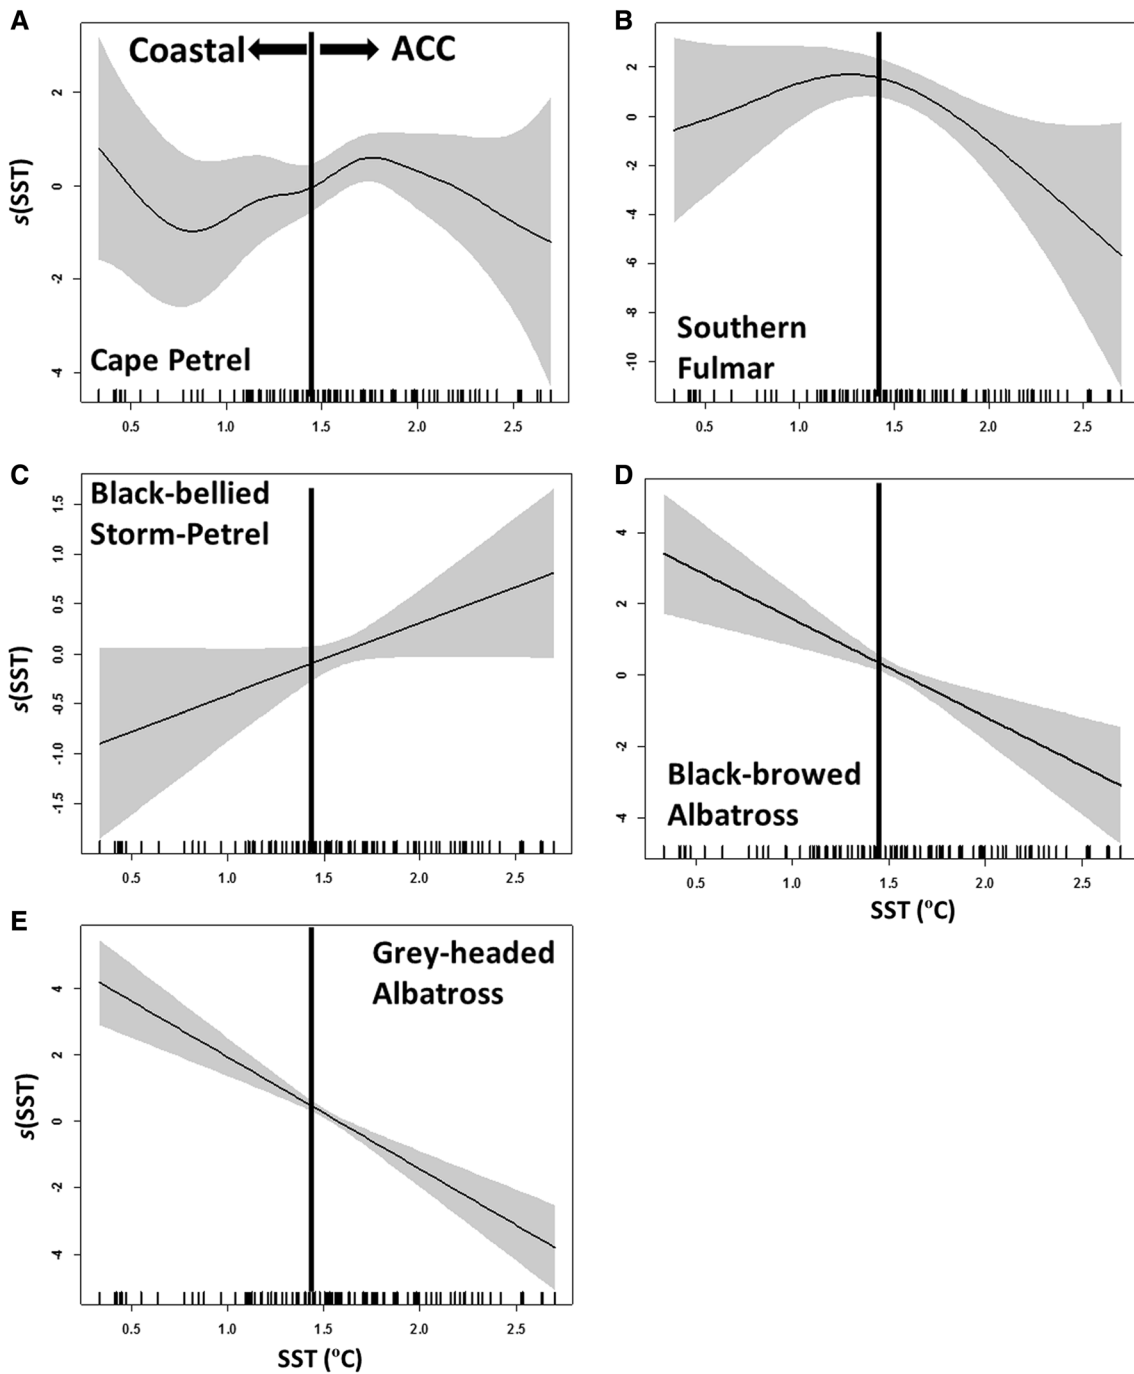 A
Coastal ACC
s(SST)
2
0
-2
-4
Cape Petrel
0.5 1.0 1.5 2.0 2.5
B
2
0
-2
-4
-6
-8
-10
Southern
Fulmar
0.5 1.0 1.5 2.0 2.5
C
Black-bellied
Storm-Petrel
s(SST)
1.5
1.0
0.5
0.0
-0.5
-1.0
-1.5
0.5 1.0 1.5 2.0 2.5
D
4
2
0
-2
-4
Black-browed
Albatross
0.5 1.0 1.5 2.0 2.5
SST (ºC)
E
Grey-headed
Albatross
s(SST)
4
2
0
-2
-4
0.5 1.0 1.5 2.0 2.5
SST (ºC)